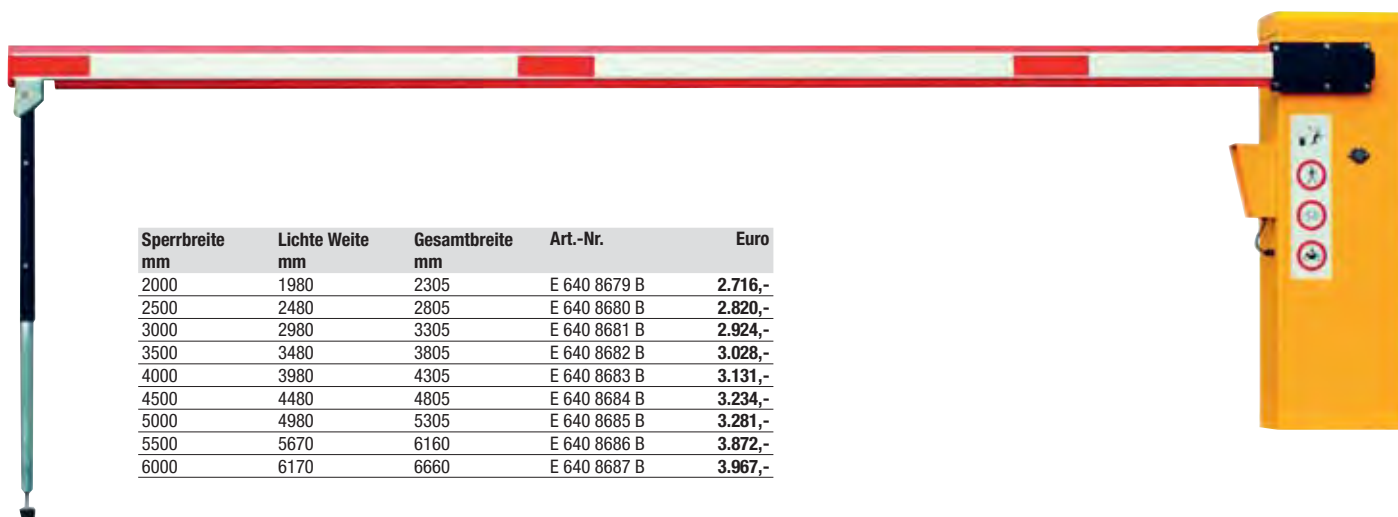 Sperrbreite Lichte Weite Gesamtbreite Art.-Nr. Euro
mm mm mm
2000 1980 2305 E 640 8679 B 2.716,-
2500 2480 2805 E 640 8680 B 2.820,-
3000 2980 3305 E 640 8681 B 2.924,-
3500 3480 3805 E 640 8682 B 3.028,-
4000 3980 4305 E 640 8683 B 3.131,-
4500 4480 4805 E 640 8684 B 3.234,-
5000 4980 5305 E 640 8685 B 3.281,-
5500 5670 6160 E 640 8686 B 3.872,-
6000 6170 6660 E 640 8687 B 3.967,-